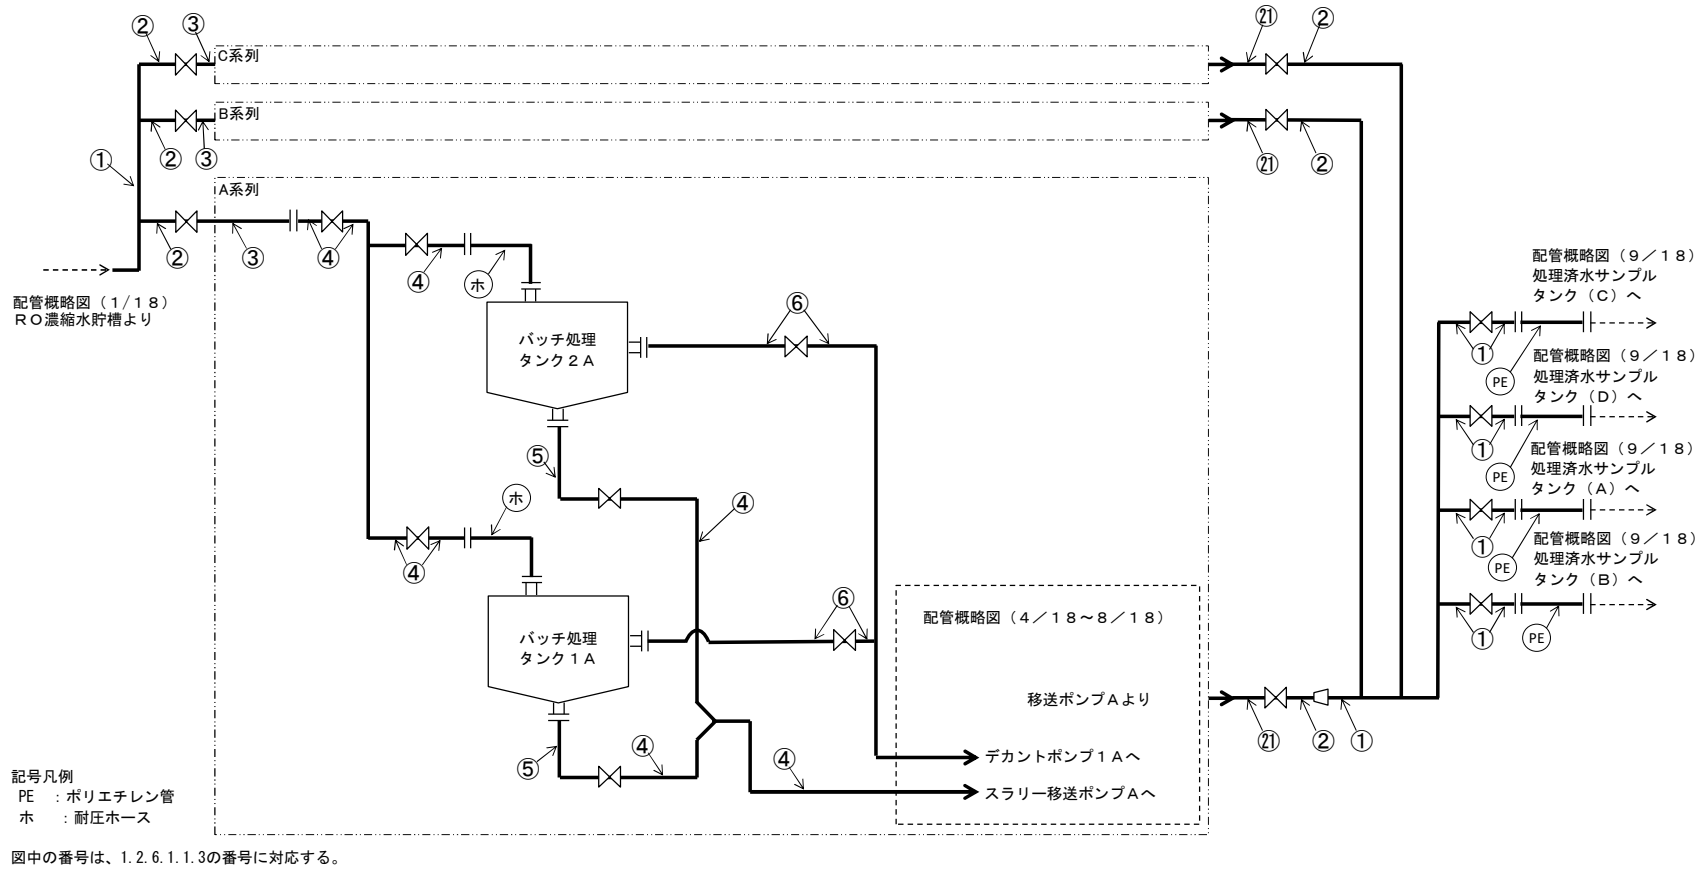 ② ③ ㉑ ②
C系列
B系列
② ③ ㉑ ②
①
A系列
② ③ ④ ④ ホ
配管概略図（1/18）
RO濃縮水貯槽より
バッチ処理
タンク2A
⑥
⑤
ホ
④
④
バッチ処理
タンク1A
⑥
⑤
④
④
配管概略図（4／18～8／18）
移送ポンプAより
デカントポンプ1Aへ
スラリー移送ポンプAへ
㉑ ② ①
配管概略図（9／18）
処理済水サンプル
タンク（C）へ
①
PE
配管概略図（9／18）
処理済水サンプル
タンク（D）へ
①
PE
配管概略図（9／18）
処理済水サンプル
タンク（A）へ
①
PE
配管概略図（9／18）
処理済水サンプル
タンク（B）へ
①
PE
記号凡例
PE ：ポリエチレン管
ホ ：耐圧ホース
図中の番号は、1.2.6.1.1.3の番号に対応する。